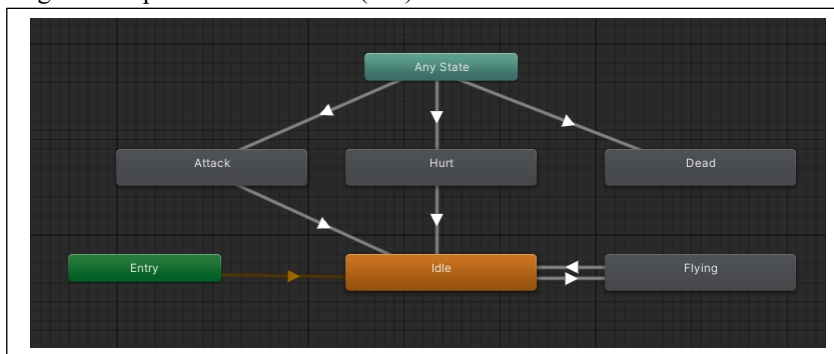 Any State
Attack
Hurt
Dead
Entry
Idle
Flying